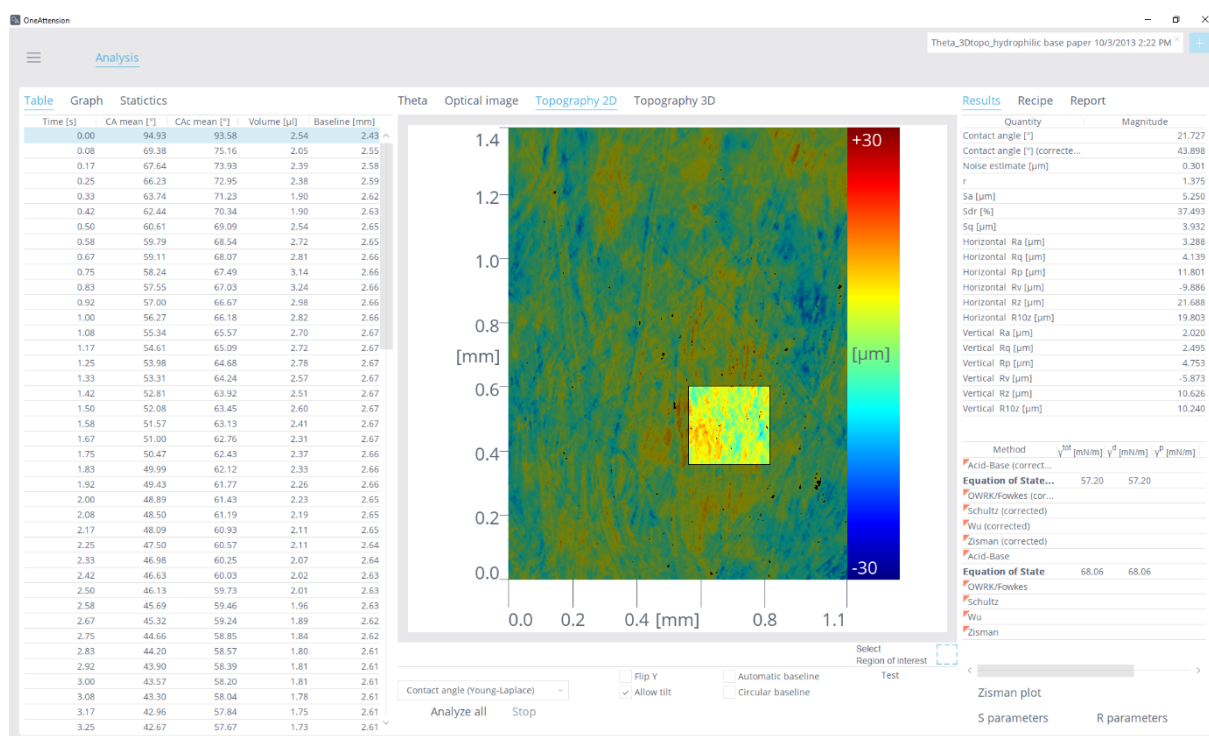 OneAttension
Theta_3Dtopo_hydrophilic base paper 10/3/2013 2:22 PM
Analysis
Table Graph Statictics
Time [s] CA mean [°] CAc mean [°] Volume [µl] Baseline [mm]
0.00 94.93 93.58 2.54 2.43
0.08 69.38 75.16 2.05 2.55
0.17 67.64 73.93 2.39 2.58
0.25 66.23 72.95 2.38 2.59
0.33 63.74 71.23 1.90 2.62
0.42 62.44 70.34 1.90 2.63
0.50 60.61 69.09 2.54 2.65
0.58 59.79 68.54 2.72 2.65
0.67 59.11 68.07 2.81 2.66
0.75 58.24 67.49 3.14 2.66
0.83 57.55 67.03 3.24 2.66
0.92 57.00 66.67 2.98 2.66
1.00 56.27 66.18 2.82 2.66
1.08 55.34 65.57 2.70 2.67
1.17 54.61 65.09 2.72 2.67
1.25 53.98 64.68 2.78 2.67
1.33 53.31 64.24 2.57 2.67
1.42 52.81 63.92 2.51 2.67
1.50 52.08 63.45 2.60 2.67
1.58 51.57 63.13 2.41 2.67
1.67 51.00 62.76 2.31 2.67
1.75 50.47 62.43 2.37 2.66
1.83 49.99 62.12 2.33 2.66
1.92 49.43 61.77 2.26 2.66
2.00 48.89 61.43 2.23 2.65
2.08 48.50 61.19 2.19 2.65
2.17 48.09 60.93 2.11 2.65
2.25 47.50 60.57 2.11 2.64
2.33 46.98 60.25 2.07 2.64
2.42 46.63 60.03 2.02 2.63
2.50 46.13 59.73 2.01 2.63
2.58 45.69 59.46 1.96 2.63
2.67 45.32 59.24 1.89 2.62
2.75 44.66 58.85 1.84 2.62
2.83 44.20 58.57 1.80 2.61
2.92 43.90 58.39 1.81 2.61
3.00 43.57 58.20 1.81 2.61
3.08 43.30 58.04 1.78 2.61
3.17 42.96 57.84 1.75 2.61
3.25 42.67 57.67 1.73 2.61
Theta Optical image Topography 2D Topography 3D
1.4
1.2
1.0
0.8
[mm]
0.6
0.4
0.2
0.0
0.0 0.2 0.4 [mm] 0.8 1.1
+30
[µm]
-30
Select
Region of interest
Test
Flip Y Automatic baseline
Contact angle (Young-Laplace) Allow tilt Circular baseline
Analyze all Stop
Results Recipe Report
Quantity Magnitude
Contact angle [°] 21.727
Contact angle [°] (correcte... 43.898
Noise estimate [µm] 0.301
r 1.375
Sa [µm] 5.250
Sdr [%] 37.493
Sq [µm] 3.932
Horizontal Ra [µm] 3.288
Horizontal Rq [µm] 4.139
Horizontal Rp [µm] 11.801
Horizontal Rv [µm] -9.886
Horizontal Rz [µm] 21.688
Horizontal R10z [µm] 19.803
Vertical Ra [µm] 2.020
Vertical Rq [µm] 2.495
Vertical Rp [µm] 4.753
Vertical Rv [µm] -5.873
Vertical Rz [µm] 10.626
Vertical R10z [µm] 10.240
Method γtot [mN/m] γd [mN/m] γp [mN/m]
Acid-Base (correct...
Equation of State... 57.20 57.20
OWRK/Fowkes (cor...
Schultz (corrected)
Wu (corrected)
Zisman (corrected)
Acid-Base
Equation of State 68.06 68.06
OWRK/Fowkes
Schultz
Wu
Zisman
Zisman plot
S parameters R parameters